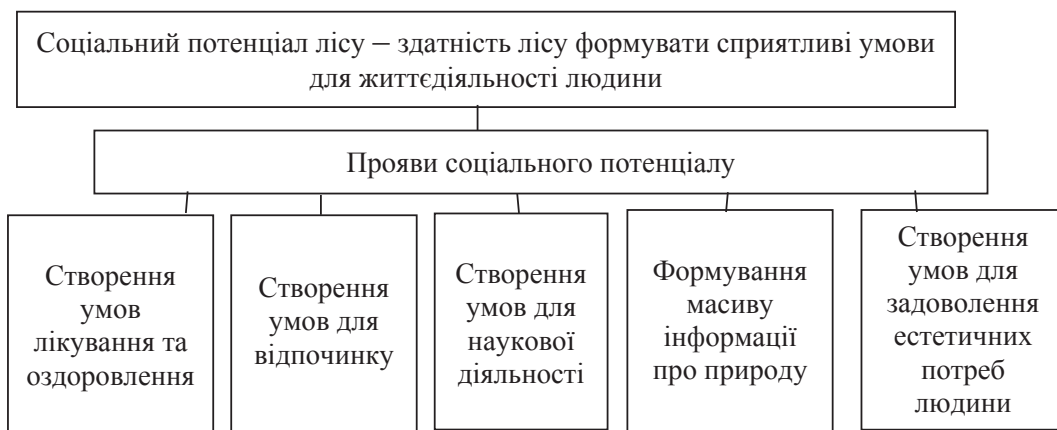 Соціальний потенціал лісу – здатність лісу формувати сприятливі умови
для життєдіяльності людини
Прояви соціального потенціалу
Створення
умов
лікування та
оздоровлення
Створення
умов для
відпочинку
Створення
умов для
наукової
діяльності
Формування
масиву
інформації
про природу
Створення
умов для
задоволення
естетичних
потреб
людини